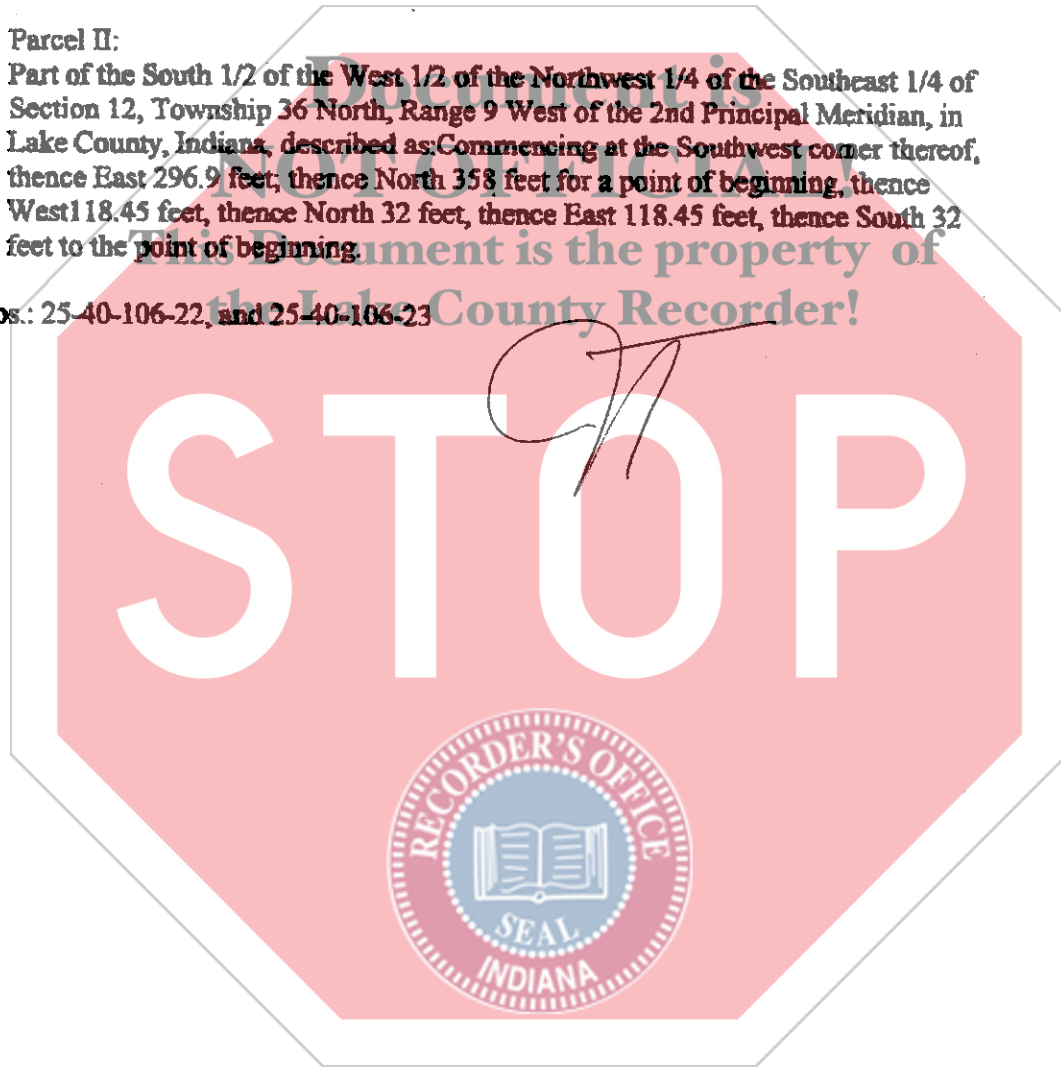 Parcel II:
Part of the South 1/2 of the West 1/2 of the Northwest 1/4 of the Southeast 1/4 of
Section 12, Township 36 North, Range 9 West of the 2nd Principal Meridian, in
Lake County, Indiana, described as:Commencing at the Southwest corner thereof,
thence East 296.9 feet; thence North 358 feet for a point of beginning, thence
West118.45 feet, thence North 32 feet, thence East 118.45 feet, thence South 32
feet to the point of beginning.
os.: 25-40-106-22, and 25-40-106-23
Document is
NOT OFFICIAL!
This Document is the property of
the Lake County Recorder!
STOP
RECORDER'S OFFICE
SEAL
INDIANA